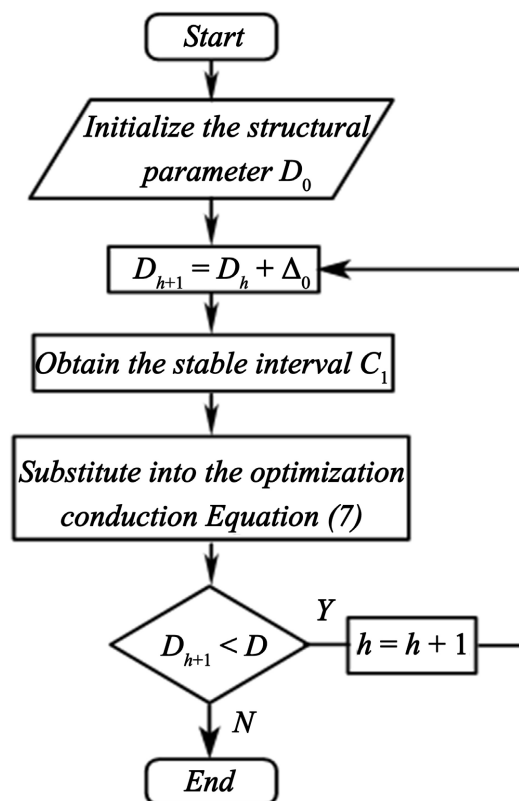 Start
Initialize the structural
parameter D₀
Dₕ₊₁ = Dₕ + Δ₀
Obtain the stable interval C₁
Substitute into the optimization
conduction Equation (7)
Y
Dₕ₊₁ < D
h = h + 1
N
End